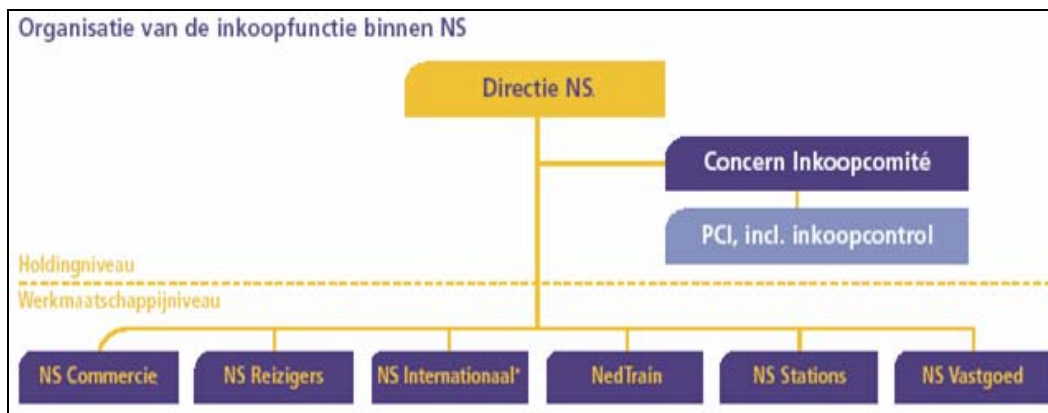 Organisatie van de inkoopfunctie binnen NS
Directie NS.
Concern Inkoopcomité
PCI, incl. inkoopcontrol
Holdingniveau
Werkmaatschappijniveau
NS Commercie
NS Reizigers
NS Internationaal*
NedTrain
NS Stations
NS Vastgoed